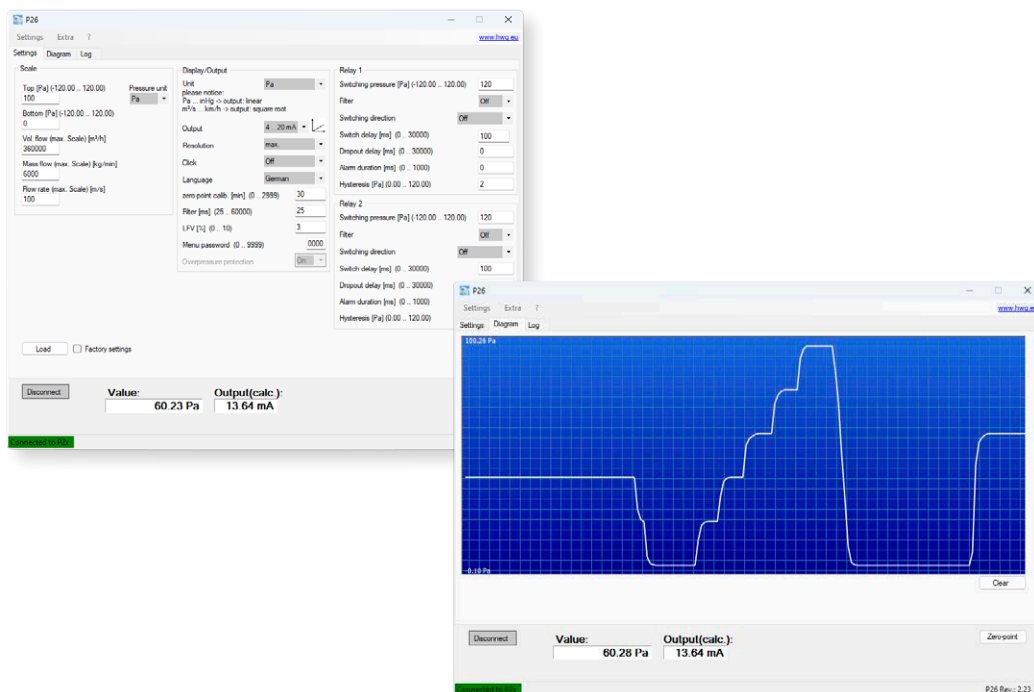 P26
Settings Extra ?
www.hwg.eu
Settings Diagram Log
Scale
Top [Pa] (-120.00 .. 120.00) Pressure unit
100 Pa
Bottom [Pa] (-120.00 .. 120.00)
0
Vol. flow (max. Scale) [m³/h]
360000
Mass flow (max. Scale) [kg/min]
6000
Flow rate (max. Scale) [m/s]
100
Display/Output
Unit Pa
please notice:
Pa ... inHg -> output: linear
m³/s ... km/h -> output: square root
Output 4 .. 20 mA
Resolution max.
Click Off
Language German
zero point calib. [min] (0 .. 2999) 30
Filter [ms] (25 .. 60000) 25
LFV [%] (0 .. 10) 3
Menu password (0 .. 9999) 0000
Overpressure protection On
Relay 1
Switching pressure [Pa] (-120.00 .. 120.00) 120
Filter Off
Switching direction Off
Switch delay [ms] (0 .. 30000) 100
Dropout delay [ms] (0 .. 30000) 0
Alarm duration [ms] (0 .. 1000) 0
Hysteresis [Pa] (0.00 .. 120.00) 2
Relay 2
Switching pressure [Pa] (-120.00 .. 120.00) 120
Filter Off
Switching direction Off
Switch delay [ms] (0 .. 30000) 100
Dropout delay [ms] (0 .. 30000)
Alarm duration [ms] (0 .. 1000)
Hysteresis [Pa] (0.00 .. 120.00)
Load Factory settings
Disconnect
Value: Output(calc.):
60.23 Pa 13.64 mA
Connected to P2x
P26
Settings Extra ?
www.hwg.e
Settings Diagram Log
100.26 Pa
-0.10 Pa
Clear
Disconnect
Value: Output(calc.):
60.28 Pa 13.64 mA
Zero-point
Connected to P2x
P26 Rev.: 2.23